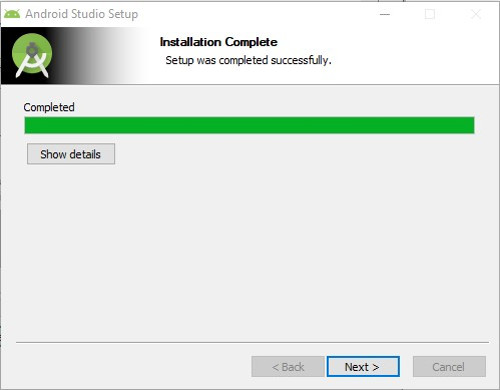 Android Studio Setup
Installation Complete
Setup was completed successfully.
Completed
Show details
< Back
Next >
Cancel